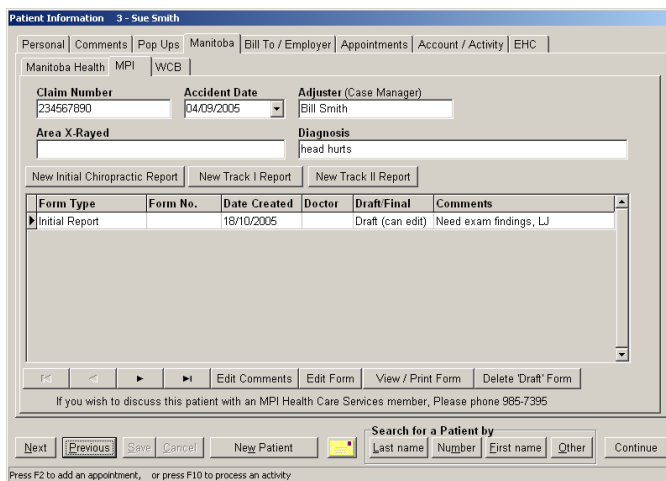 Patient Information 3 - Sue Smith
Personal Comments Pop Ups Manitoba Bill To / Employer Appointments Account / Activity EHC
Manitoba Health MPI WCB
Claim Number Accident Date Adjuster (Case Manager)
234567890 04/09/2005 Bill Smith
Area X-Rayed Diagnosis
head hurts
New Initial Chiropractic Report New Track I Report New Track II Report
Form Type Form No. Date Created Doctor Draft/Final Comments
Initial Report 18/10/2005 Draft (can edit) Need exam findings, LJ
Edit Comments Edit Form View / Print Form Delete 'Draft' Form
If you wish to discuss this patient with an MPI Health Care Services member, Please phone 985-7395
Search for a Patient by
Next Previous Save Cancel New Patient Last name Number First name Other Continue
Press F2 to add an appointment, or press F10 to process an activity